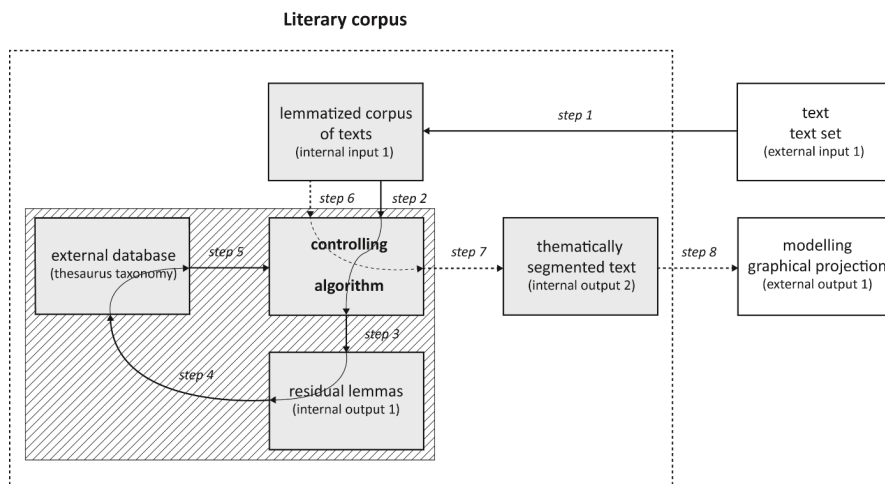 Literary corpus
lemmatized corpus
of texts
(internal input 1)
step 1
text
text set
(external input 1)
step 6
step 2
external database
(thesaurus taxonomy)
step 5
controlling
algorithm
step 7
thematically
segmented text
(internal output 2)
step 8
modelling
graphical projection
(external output 1)
step 3
step 4
residual lemmas
(internal output 1)